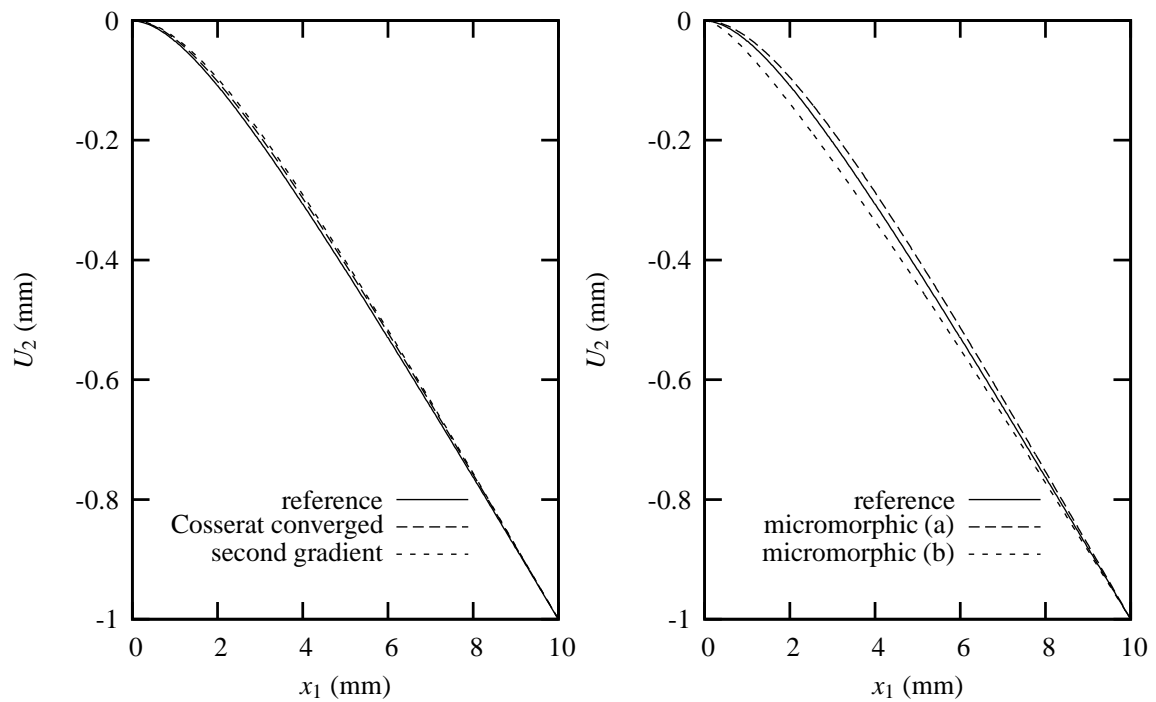 0
-0.2
-0.4
-0.6
-0.8
-1
0 2 4 6 8 10
U2 (mm)
x1 (mm)
reference
Cosserat converged
second gradient
0
-0.2
-0.4
-0.6
-0.8
-1
0 2 4 6 8 10
U2 (mm)
x1 (mm)
reference
micromorphic (a)
micromorphic (b)